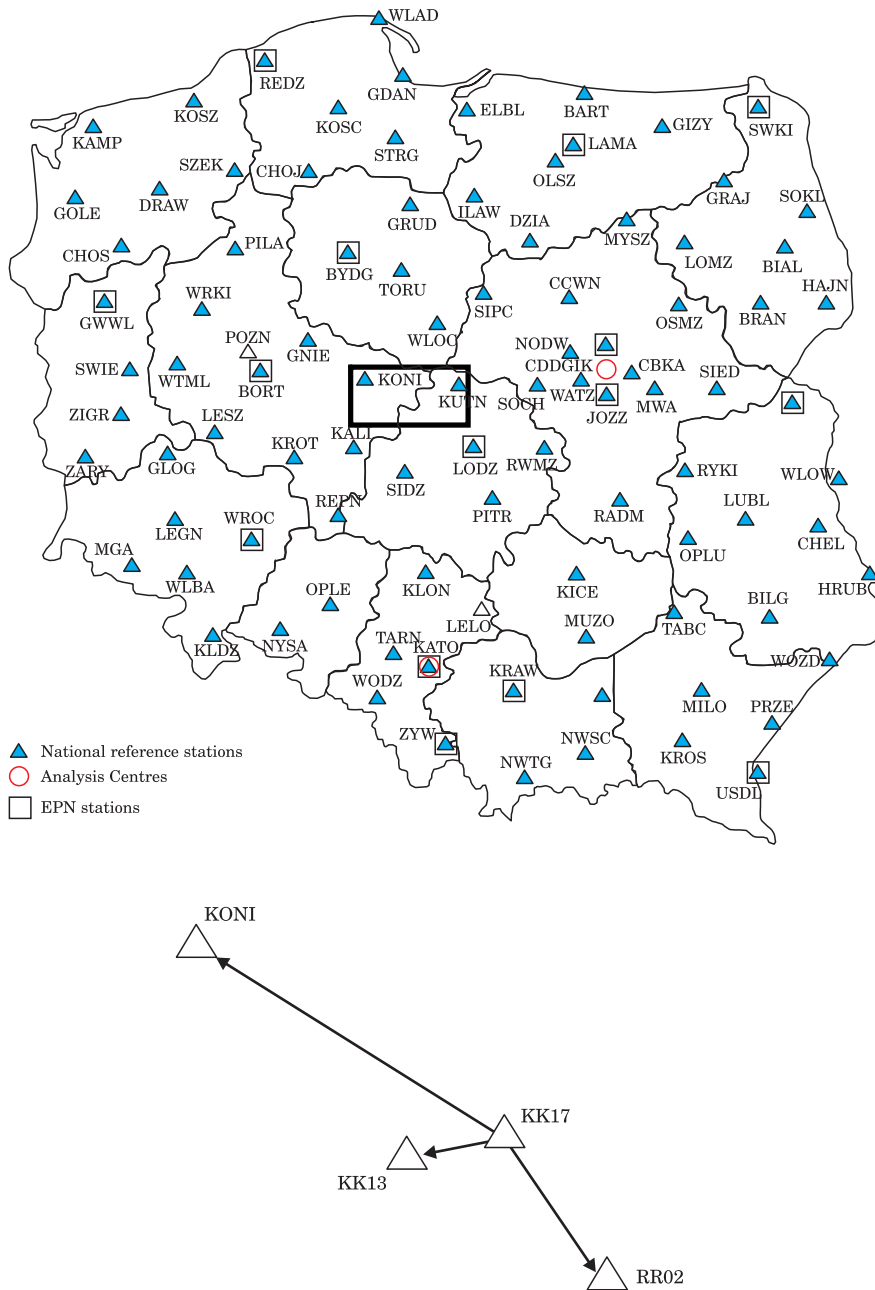 WLAD
REDZ
GDAN
KOSZ
KOSC
ELBL
BART
GIZY
SWKI
KAMP
STRG
LAMA
SZEK
CHOJ
OLSZ
GRAJ
SOKL
GOLE
DRAW
GRUD
ILAW
DZIA
MYSZ
CHOS
PILA
BYDG
TORU
LOMZ
BIAL
HAJN
GWWL
WRKI
SIPC
CCWN
OSMZ
BRAN
POZN
GNIE
WLOC
NODW
SWIE
WTML
BORT
KONI
KUTN
CDDGIK
CBKA
SIED
SOCH
WATZ
MWA
JOZZ
ZIGR
LESZ
KROT
KALI
LODZ
RWMZ
RYKI
WLOW
ZARY
GLOG
SIDZ
LEGN
WROC
REPN
PITR
RADM
LUBL
CHEL
MGA
WLBA
OPLE
KLON
KICE
OPLU
HRUB
BILG
LELO
MUZO
TABC
KLDZ
NYSA
TARN
KATO
WODZ
KRAW
WOZD
MILO
PRZE
ZYW
NWTG
NWSC
KROS
USDL
National reference stations
Analysis Centres
EPN stations
KONI
KK17
KK13
RR02